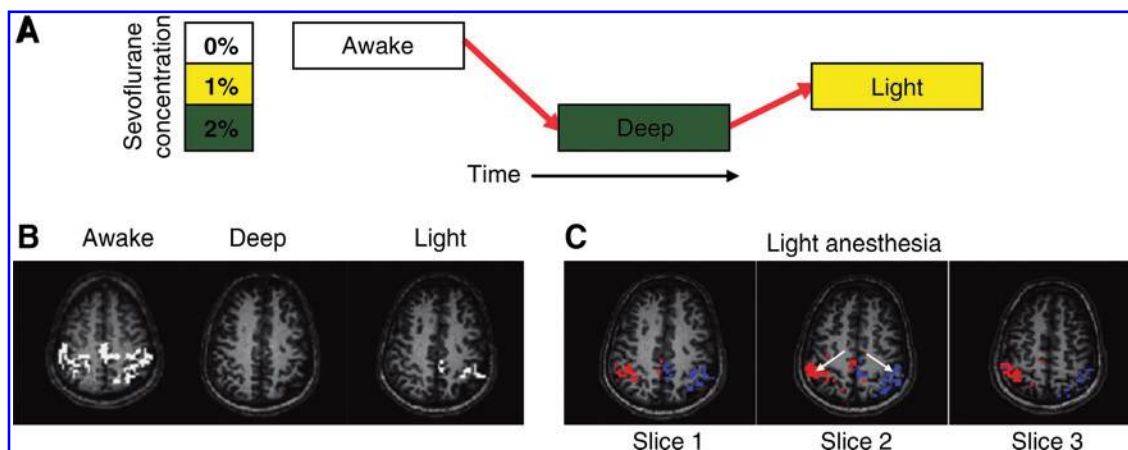 A
Sevoflurane
concentration
0%
1%
2%
Awake
Deep
Light
Time
B
Awake Deep Light
C
Light anesthesia
Slice 1 Slice 2 Slice 3